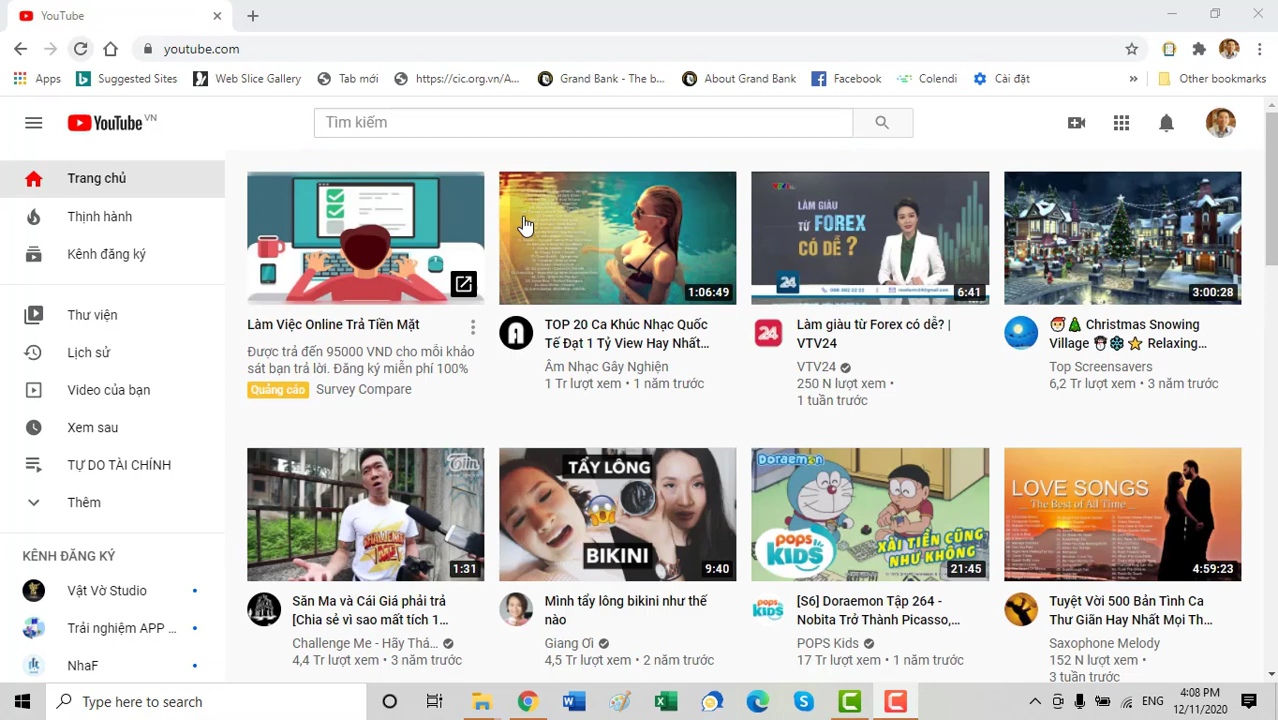 YouTube
youtube.com
Apps
Suggested Sites
Web Slice Gallery
Tab mới
https://cic.org.vn/A...
Grand Bank - The b...
About Grand Bank
Facebook
Colendi
Cài đặt
»
Other bookmarks
YouTube VN
Tìm kiếm
Trang chủ
Thịnh hành
Kênh đăng ký
Thư viện
Lịch sử
Video của bạn
Xem sau
TỰ DO TÀI CHÍNH
Thêm
KÊNH ĐĂNG KÝ
Vật Vờ Studio
Trải nghiệm APP ...
NhaF
Làm Việc Online Trả Tiền Mặt
Được trả đến 95000 VND cho mỗi khảo
sát bạn trả lời. Đăng ký miễn phí 100%
Quảng cáo Survey Compare
1:06:49
TOP 20 Ca Khúc Nhạc Quốc
Tế Đạt 1 Tỷ View Hay Nhất...
Âm Nhạc Gây Nghiện
1 Tr lượt xem • 1 năm trước
LÀM GIÀU
TỪ FOREX
CÓ DỄ ?
24
6:41
24
Làm giàu từ Forex có dễ? |
VTV24
VTV24
250 N lượt xem •
1 tuần trước
3:00:28
Christmas Snowing
Village Relaxing...
Top Screensavers
6,2 Tr lượt xem • 3 năm trước
1:31
Săn Ma và Cái Giá phải trả
[Chia sẻ vì sao mất tích 1...
Challenge Me - Hãy Thá...
4,4 Tr lượt xem • 3 năm trước
TẨY LÔNG
BIKINI
9:40
Mình tẩy lông bikini như thế
nào
Giang Ơi
4,5 Tr lượt xem • 2 năm trước
Doraemon
POPS
KIDS
XÀI TIỀN CŨNG
NHƯ KHÔNG
21:45
pops
kids
[S6] Doraemon Tập 264 -
Nobita Trở Thành Picasso,...
POPS Kids
17 Tr lượt xem • 1 năm trước
LOVE SONGS
The Best of All Time
4:59:23
Tuyệt Vời 500 Bản Tình Ca
Thư Giãn Hay Nhất Mọi Th...
Saxophone Melody
152 N lượt xem •
3 tuần trước
Type here to search
ENG
4:08 PM
12/11/2020